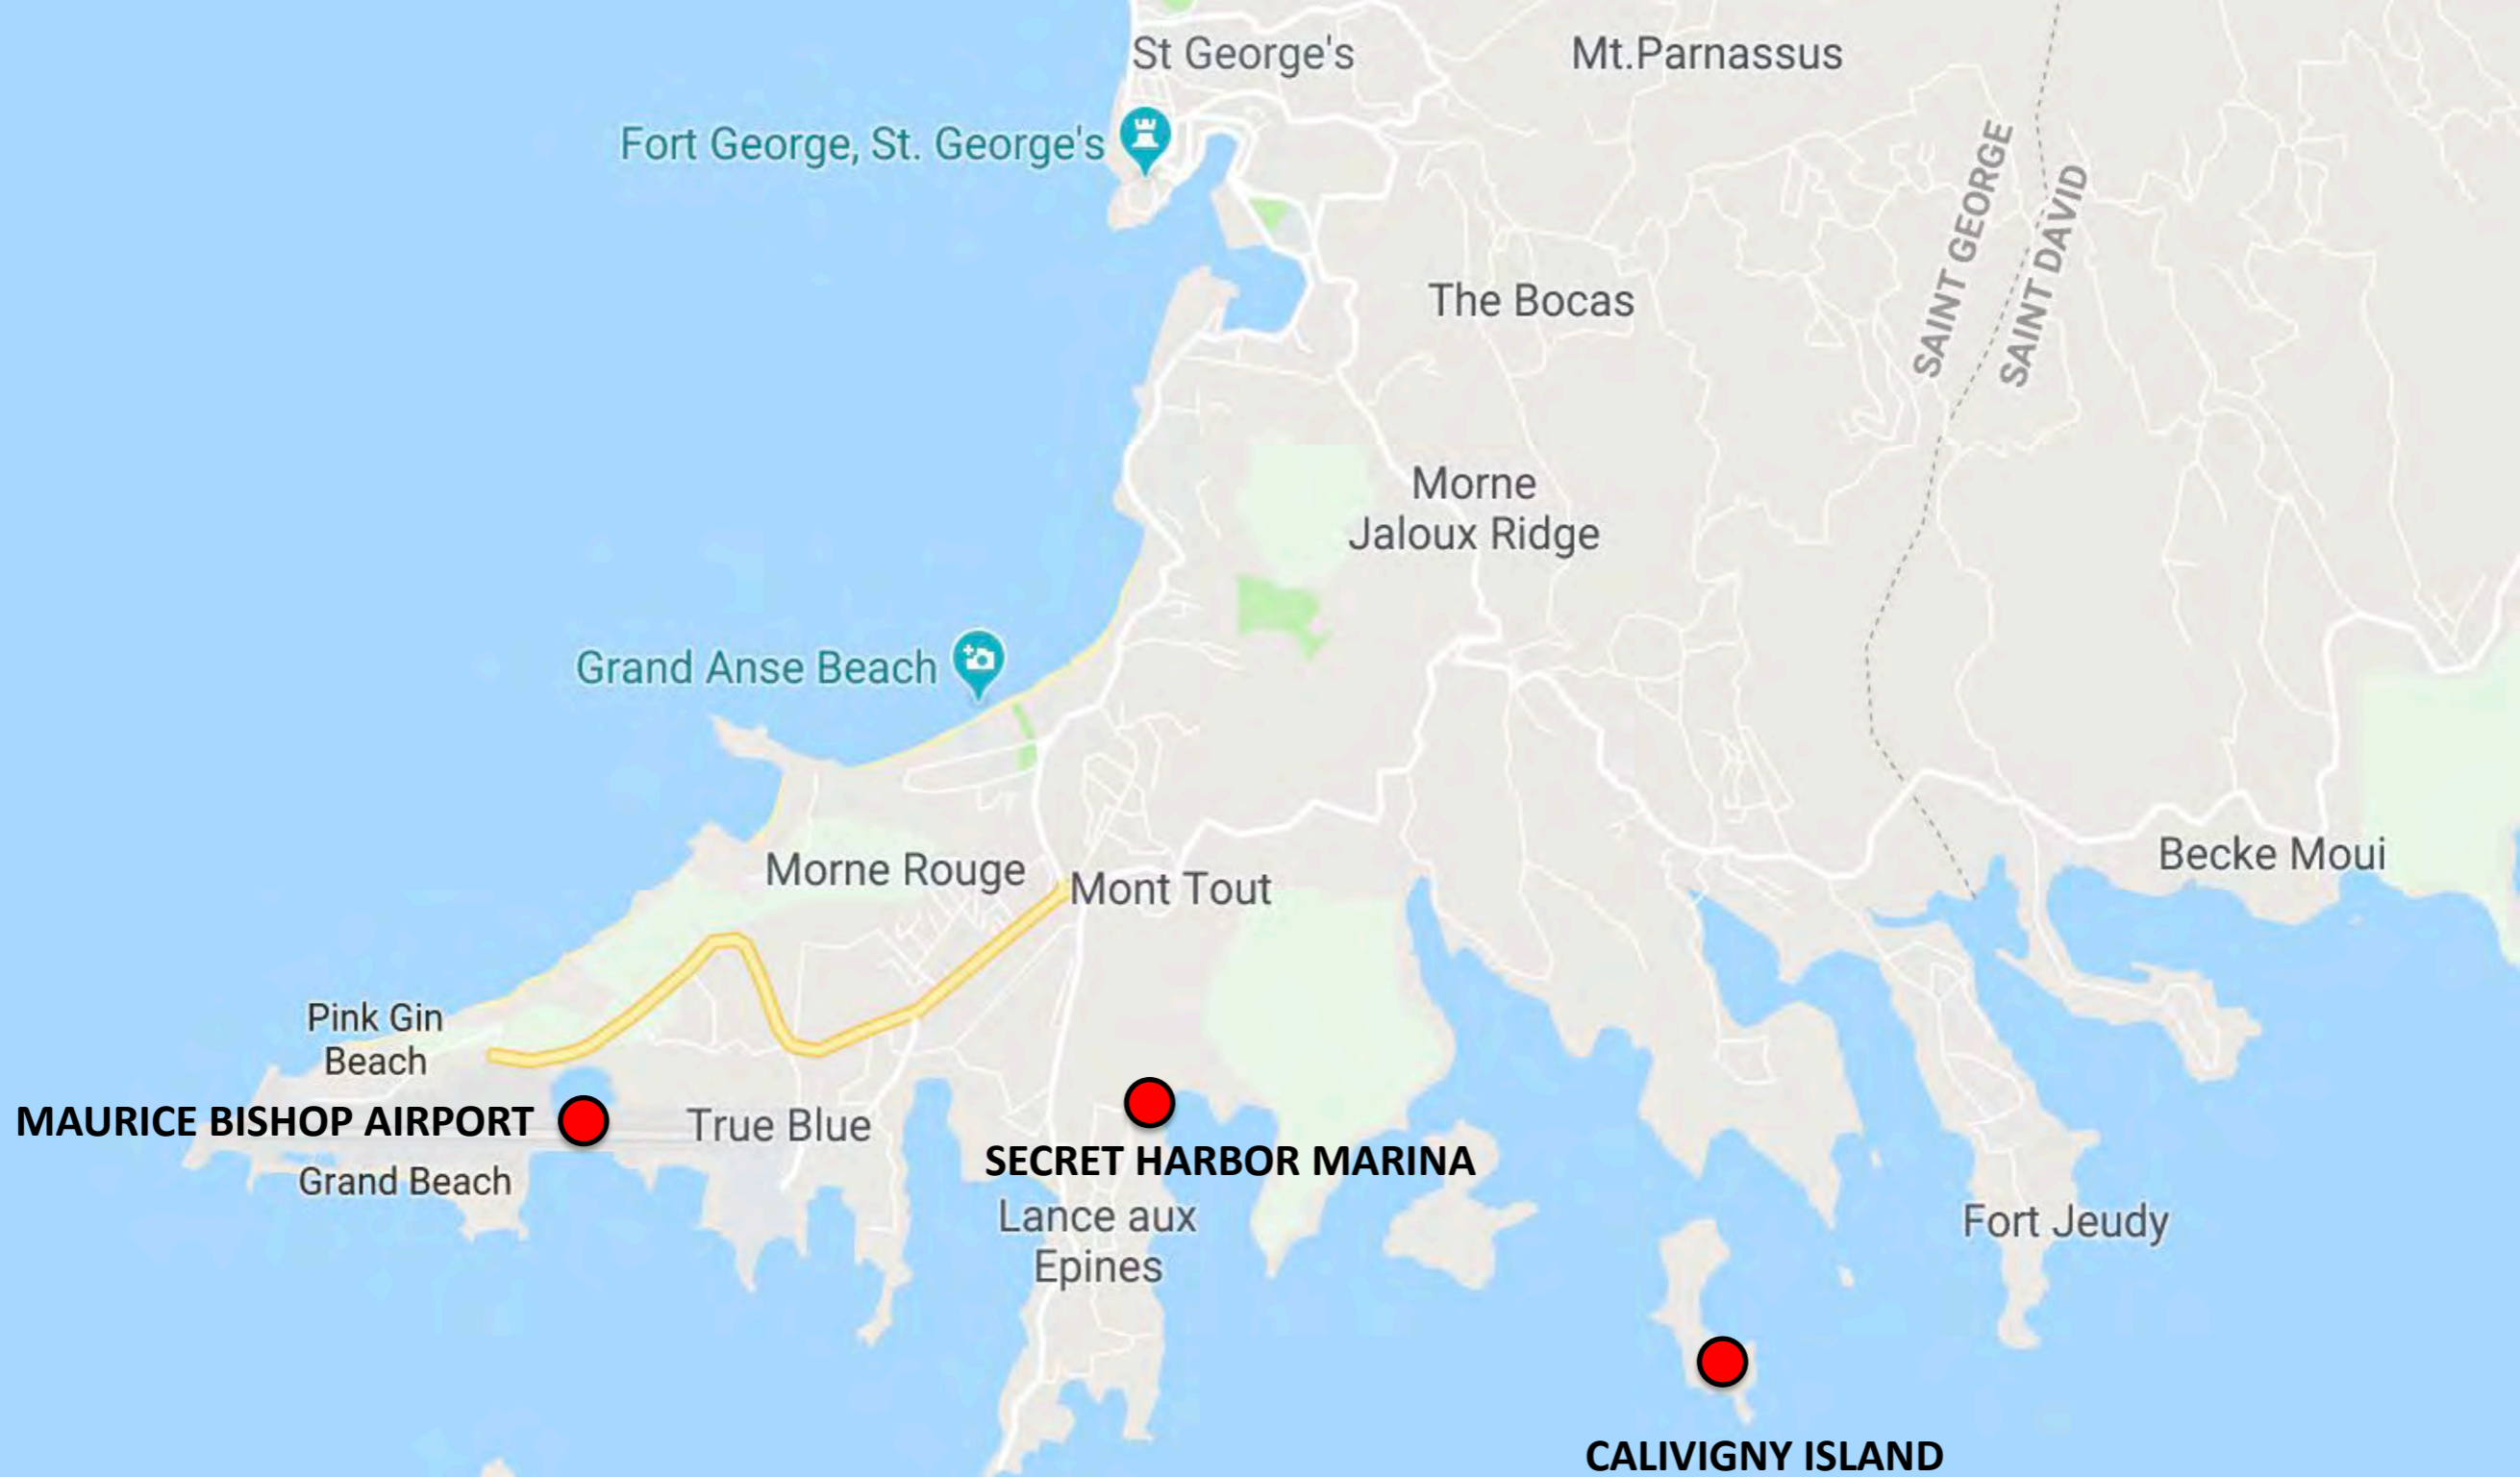 St George's
Mt.Parnassus
Fort George, St. George's
SAINT GEORGE
SAINT DAVID
The Bocas
Morne
Jaloux Ridge
Grand Anse Beach
Morne Rouge
Mont Tout
Becke Moui
Pink Gin
Beach
MAURICE BISHOP AIRPORT
True Blue
Grand Beach
SECRET HARBOR MARINA
Lance aux
Epines
Fort Jeudy
CALIVIGNY ISLAND